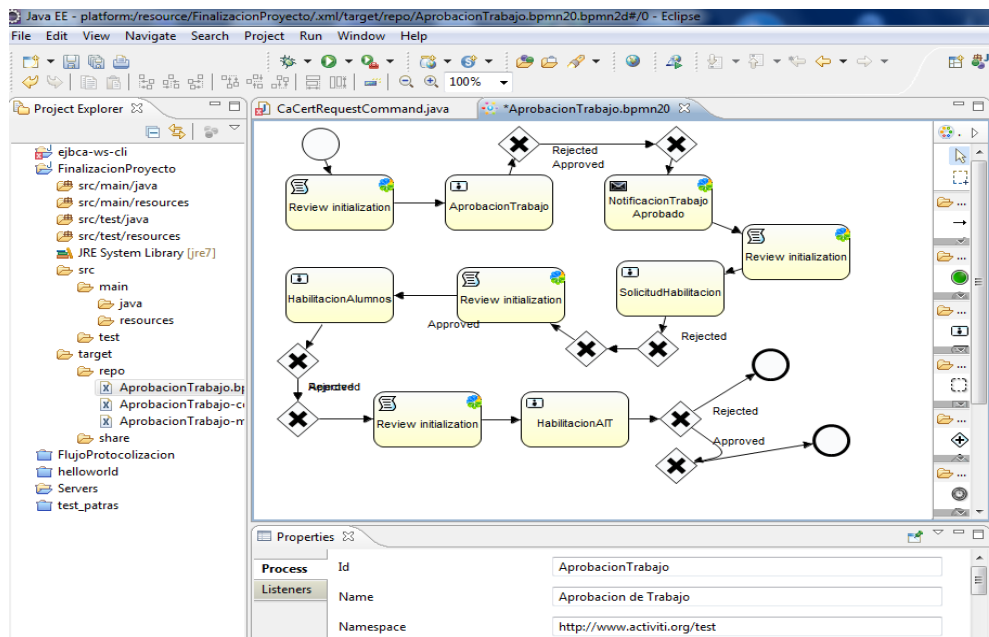 Java EE - platform:/resource/FinalizacionProyecto/.xml/target/repo/AprobacionTrabajo.bpmn20.bpmn2d#/0 - Eclipse
File Edit View Navigate Search Project Run Window Help
100%
Project Explorer
CaCertRequestCommand.java
*AprobacionTrabajo.bpmn20
ejbca-ws-cli
FinalizacionProyecto
src/main/java
src/main/resources
src/test/java
src/test/resources
JRE System Library [jre7]
src
main
java
resources
test
target
repo
AprobacionTrabajo.bp
AprobacionTrabajo-c
AprobacionTrabajo-m
share
FlujoProtocolizacion
helloworld
Servers
test_patras
Rejected
Approved
Review initialization
AprobacionTrabajo
NotificacionTrabajo
Aprobado
Review initialization
HabilitacionAlumnos
Review initialization
SolicitudHabilitacion
Approved
Rejected
Review initialization
HabilitacionAIT
Rejected
Approved
...
...
...
...
...
...
Properties
Process
Listeners
Id
AprobacionTrabajo
Name
Aprobacion de Trabajo
Namespace
http://www.activiti.org/test